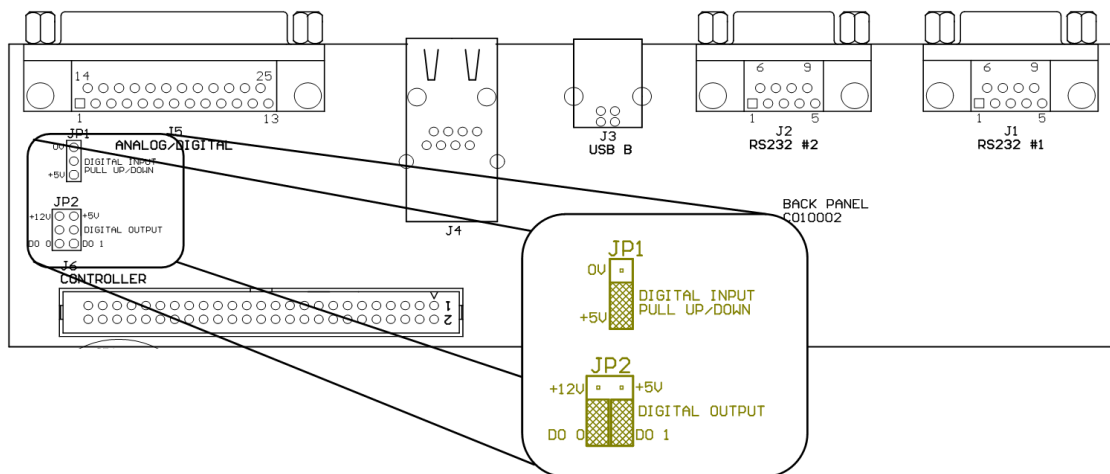 14 25
1 13
J5
ANALOG/DIGITAL
JP1
0V
DIGITAL INPUT
PULL UP/DOWN
+5V
JP2
+12V +5V
DIGITAL OUTPUT
DO 0 DO 1
J6
CONTROLLER
1
2
J4
J3
USB B
6 9
1 5
J2
RS232 #2
6 9
1 5
J1
RS232 #1
BACK PANEL
CO10002
JP1
0V
DIGITAL INPUT
PULL UP/DOWN
+5V
JP2
+12V +5V
DIGITAL OUTPUT
DO 0 DO 1